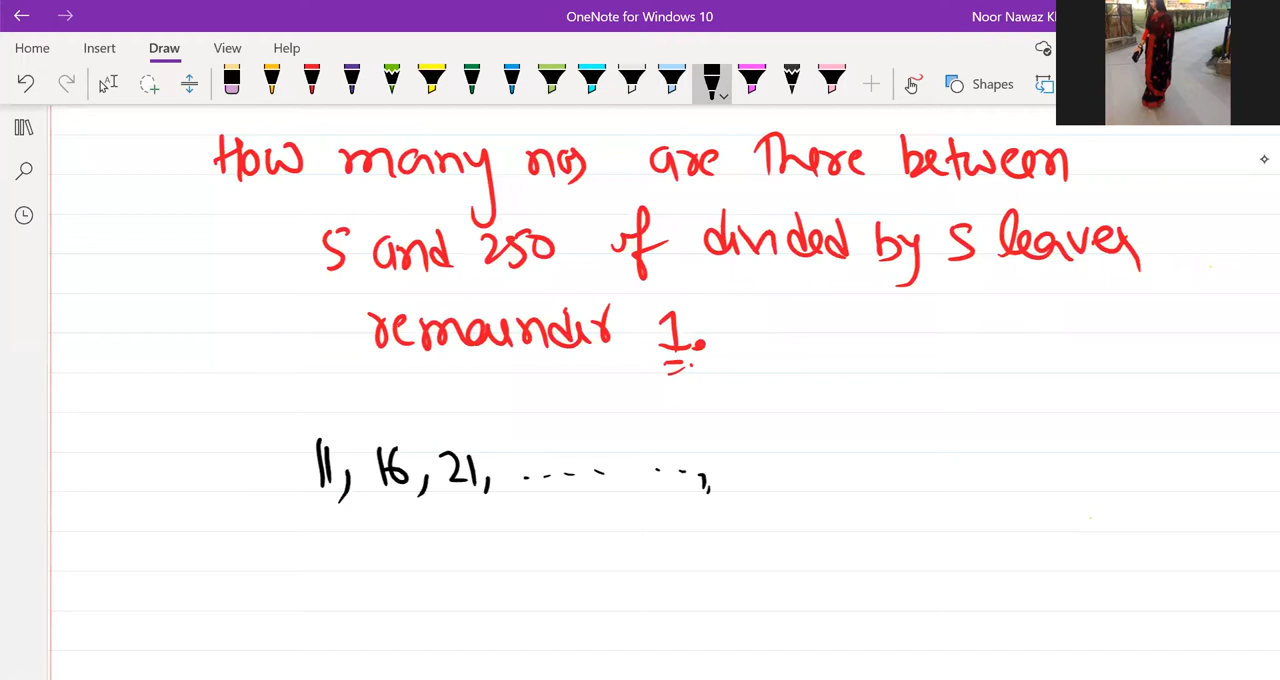 OneNote for Windows 10
Noor Nawaz Kh
Home Insert Draw View Help
Shapes
How many nos are there between
5 and 250 if divided by 5 leaves
remainder 1.
11, 16, 21, .... ...,